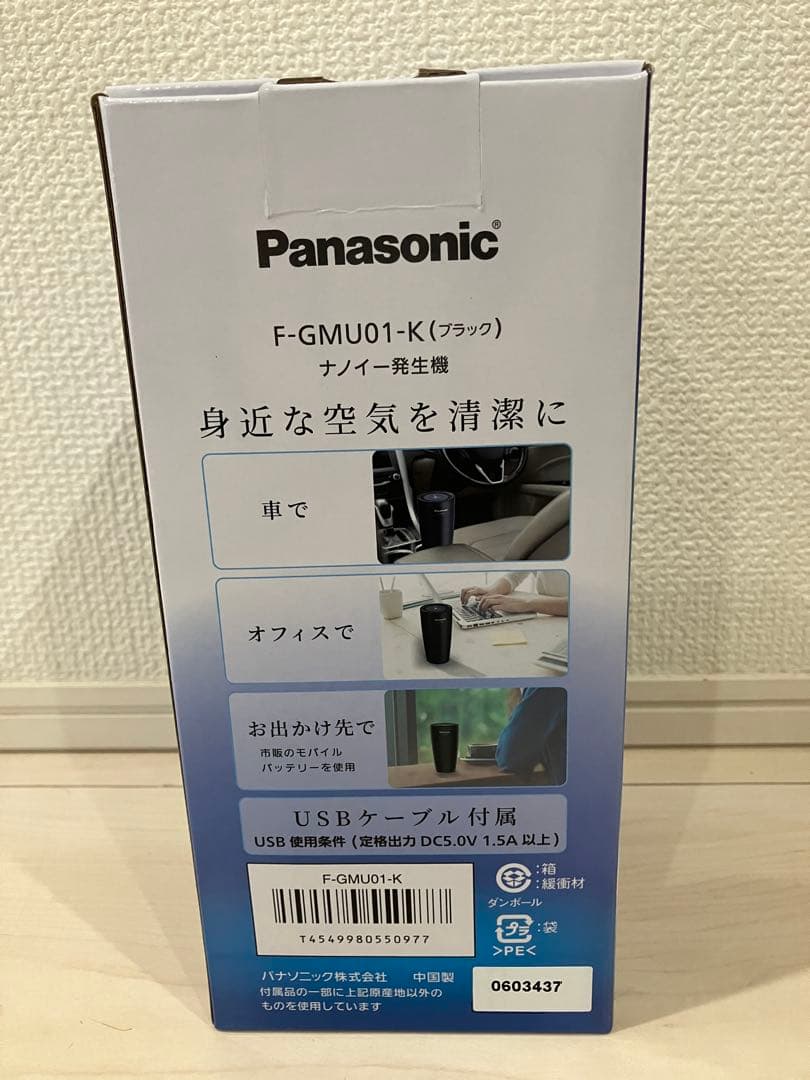 Panasonic®
F-GMU01-K(ブラック)
ナノイー発生機
身近な空気を清潔に
車で
オフィスで
お出かけ先で
市販のモバイル
バッテリーを使用
USBケーブル付属
USB 使用条件 (定格出力 DC5.0V 1.5A 以上)
F-GMU01-K
T4549980550977
:箱
:緩衝材
ダンボール
プラ
:袋
>PE<
パナソニック株式会社 中国製
付属品の一部に上記原産地以外の
ものを使用しています
0603437